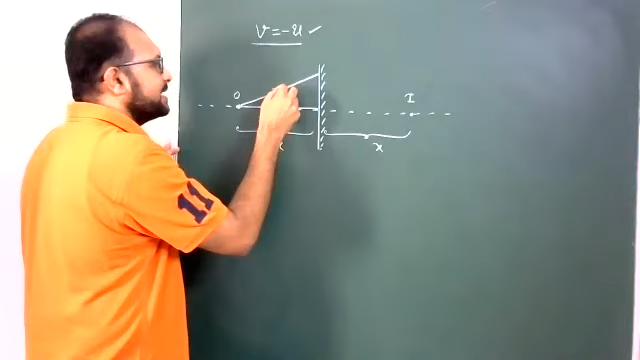 v = -u ✓
O
I
x
x
11